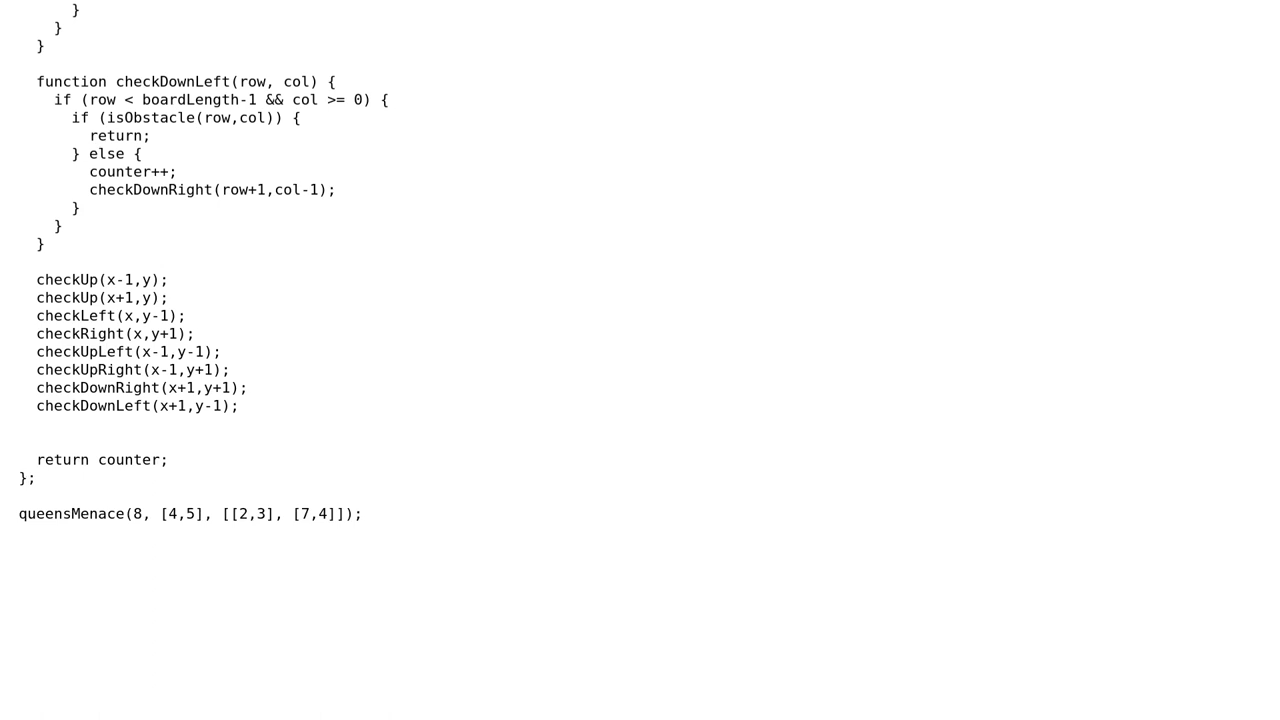 }
    }
  }

  function checkDownLeft(row, col) {
    if (row < boardLength-1 && col >= 0) {
      if (isObstacle(row,col)) {
        return;
      } else {
        counter++;
        checkDownRight(row+1,col-1);
      }
    }
  }

  checkUp(x-1,y);
  checkUp(x+1,y);
  checkLeft(x,y-1);
  checkRight(x,y+1);
  checkUpLeft(x-1,y-1);
  checkUpRight(x-1,y+1);
  checkDownRight(x+1,y+1);
  checkDownLeft(x+1,y-1);


  return counter;
};

queensMenace(8, [4,5], [[2,3], [7,4]]);